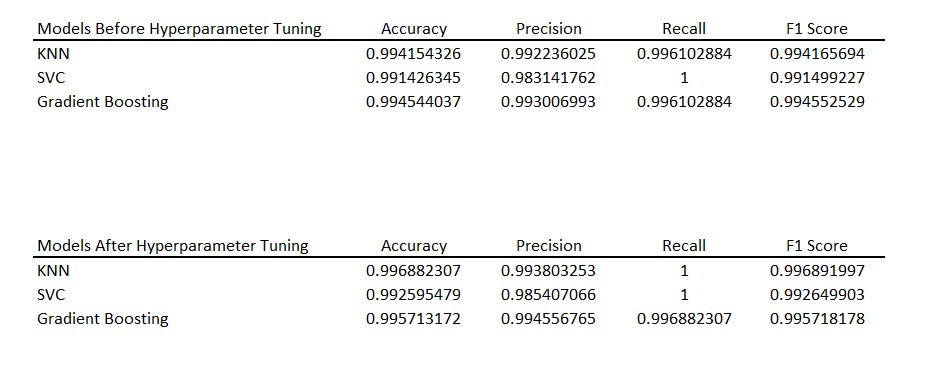 Models Before Hyperparameter Tuning Accuracy Precision Recall F1 Score
KNN 0.994154326 0.992236025 0.996102884 0.994165694
SVC 0.991426345 0.983141762 1 0.991499227
Gradient Boosting 0.994544037 0.993006993 0.996102884 0.994552529
Models After Hyperparameter Tuning Accuracy Precision Recall F1 Score
KNN 0.996882307 0.993803253 1 0.996891997
SVC 0.992595479 0.985407066 1 0.992649903
Gradient Boosting 0.995713172 0.994556765 0.996882307 0.995718178